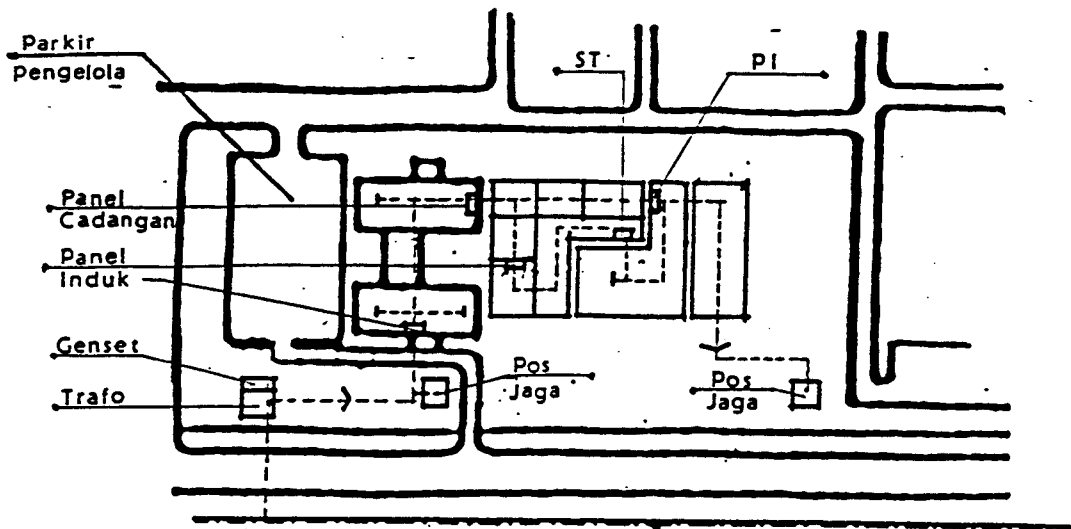 Parkir
Pengelola
ST
PI
Panel
Cadangan
Panel
Induk
Genset
Trafo
Pos
Jaga
Pos
Jaga